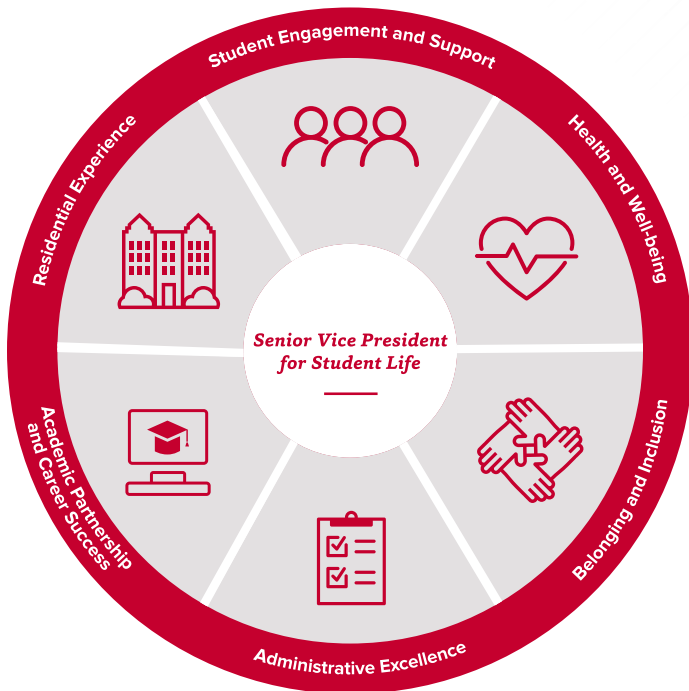 Student Engagement and Support
Health and Well-being
Belonging and Inclusion
Administrative Excellence
Academic Partnership
and Career Success
Residential Experience
Senior Vice President
for Student Life